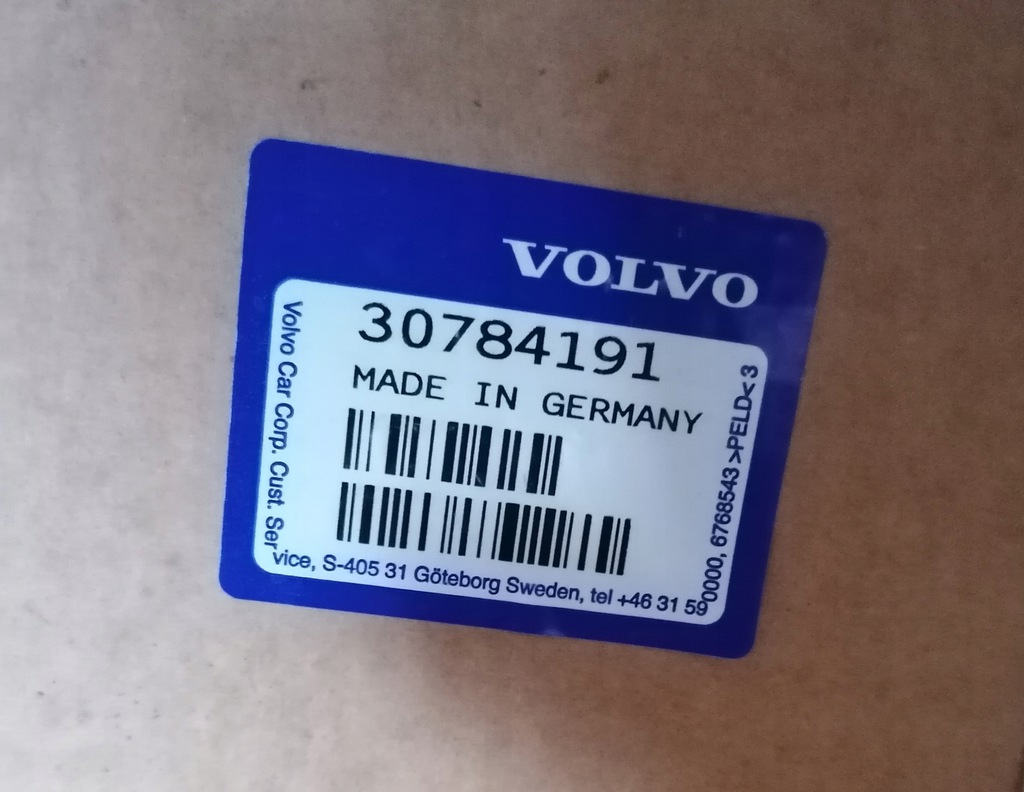 VOLVO
30784191
MADE IN GERMANY
Volvo Car Corp. Cust. Service, S-405 31 Göteborg Sweden, tel +46 31 590000, 6768543 >PELD< 3